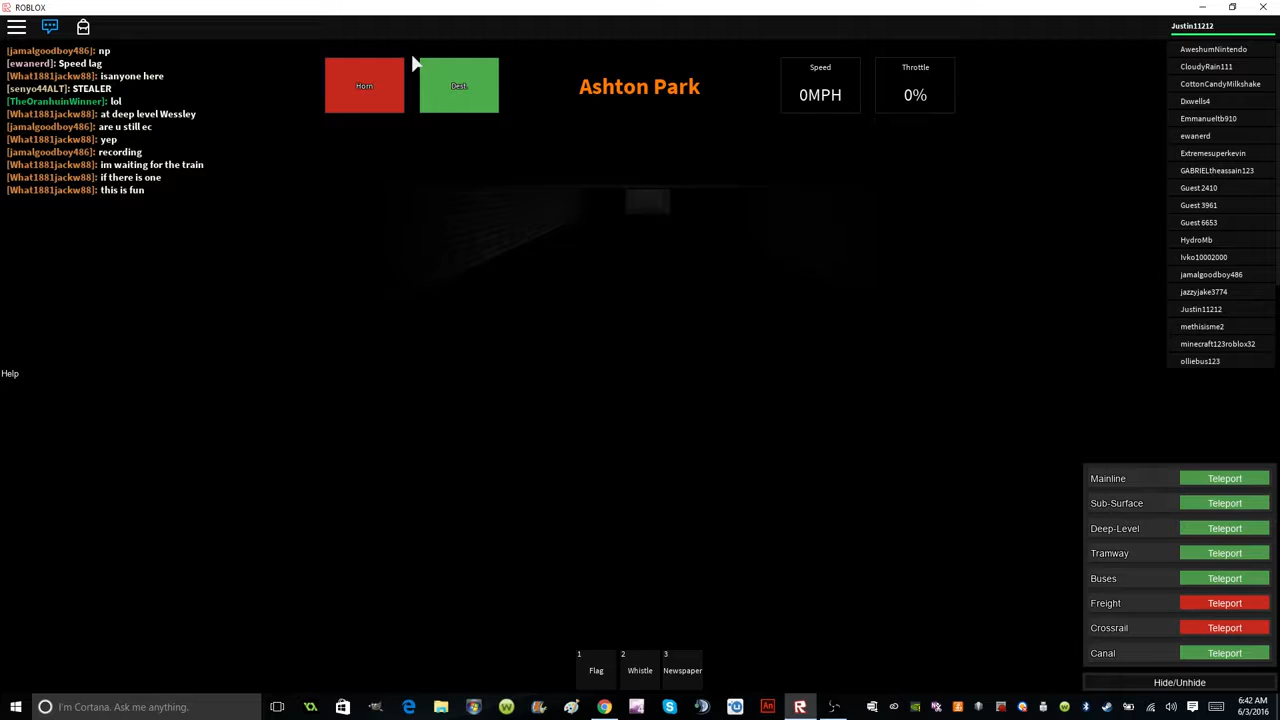 ROBLOX
Justin11212
[jamalgoodboy486]: np
[ewanerd]: Speed lag
[What1881jackw88]: isanyone here
[senyo44ALT]: STEALER
[TheOranhuinWinner]: lol
[What1881jackw88]: at deep level Wessley
[jamalgoodboy486]: are u still ec
[What1881jackw88]: yep
[jamalgoodboy486]: recording
[What1881jackw88]: im waiting for the train
[What1881jackw88]: if there is one
[What1881jackw88]: this is fun
Horn
Dest.
Ashton Park
Speed
0MPH
Throttle
0%
AweshumNintendo
CloudyRain111
CottonCandyMilkshake
Dxwells4
Emmanueltb910
ewanerd
Extremesuperkevin
GABRIELtheassain123
Guest 2410
Guest 3961
Guest 6653
HydroMb
Ivko10002000
jamalgoodboy486
jazzyjake3774
Justin11212
methisisme2
minecraft123roblox32
olliebus123
Help
Mainline Teleport
Sub-Surface Teleport
Deep-Level Teleport
Tramway Teleport
Buses Teleport
Freight Teleport
Crossrail Teleport
Canal Teleport
Hide/Unhide
1 Flag
2 Whistle
3 Newspaper
I'm Cortana. Ask me anything.
An
6:42 AM
6/3/2016